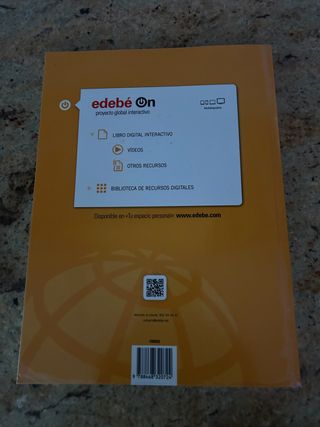 edebé On
proyecto global interactivo
LIBRO DIGITAL INTERACTIVO
VÍDEOS
OTROS RECURSOS
BIBLIOTECA DE RECURSOS DIGITALES
Disponible en «Tu espacio personal»: www.edebe.com